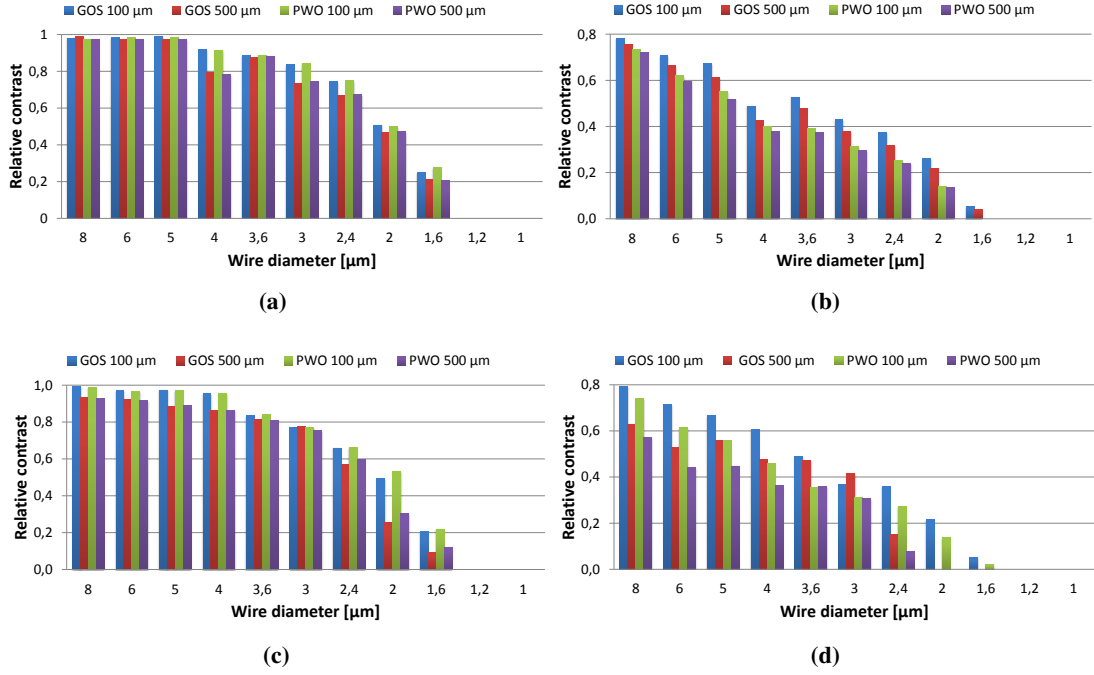 GOS 100 µm GOS 500 µm PWO 100 µm PWO 500 µm
Relative contrast
1
0,8
0,6
0,4
0,2
0
8 6 5 4 3,6 3 2,4 2 1,6 1,2 1
Wire diameter [µm]
(a)
GOS 100 µm GOS 500 µm PWO 100 µm PWO 500 µm
Relative contrast
0,8
0,6
0,4
0,2
0,0
8 6 5 4 3,6 3 2,4 2 1,6 1,2 1
Wire diameter [µm]
(b)
GOS 100 µm GOS 500 µm PWO 100 µm PWO 500 µm
Relative contrast
1,0
0,8
0,6
0,4
0,2
0,0
8 6 5 4 3,6 3 2,4 2 1,6 1,2 1
Wire diameter [µm]
(c)
GOS 100 µm GOS 500 µm PWO 100 µm PWO 500 µm
Relative contrast
0,8
0,6
0,4
0,2
0,0
8 6 5 4 3,6 3 2,4 2 1,6 1,2 1
Wire diameter [µm]
(d)